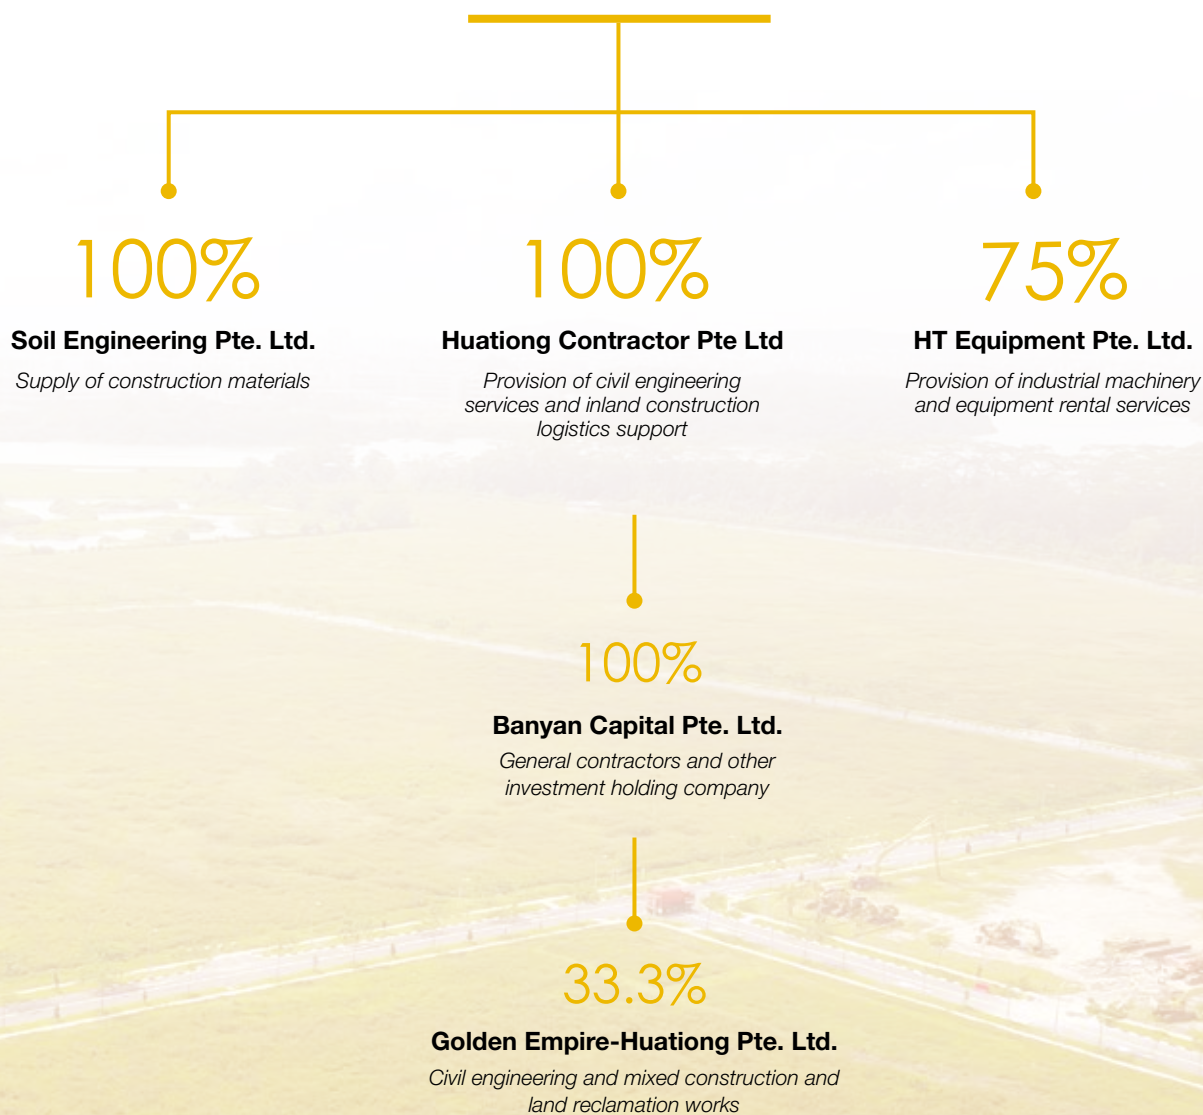 100%
Soil Engineering Pte. Ltd.
Supply of construction materials
100%
Huationg Contractor Pte Ltd
Provision of civil engineering
services and inland construction
logistics support
75%
HT Equipment Pte. Ltd.
Provision of industrial machinery
and equipment rental services
100%
Banyan Capital Pte. Ltd.
General contractors and other
investment holding company
33.3%
Golden Empire-Huationg Pte. Ltd.
Civil engineering and mixed construction and
land reclamation works